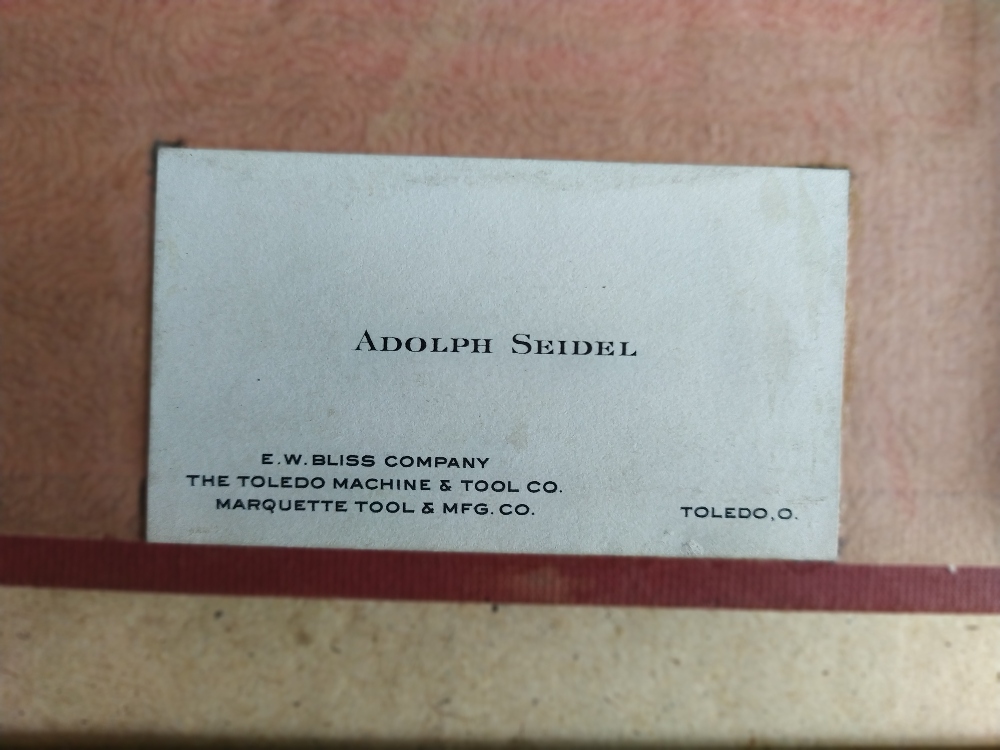 ADOLPH SEIDEL
E.W. BLISS COMPANY
THE TOLEDO MACHINE & TOOL CO.
MARQUETTE TOOL & MFG. CO.
TOLEDO, O.